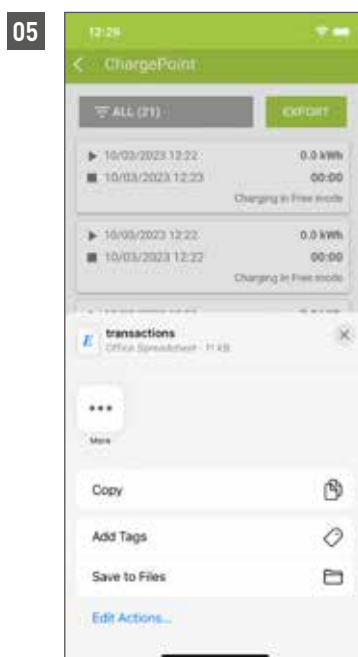 05
12:29
ChargePoint
ALL (21)
EXPORT
10/03/2023 12:22
0.0 kWh
10/03/2023 12:23
00:00
Charging in Free mode
10/03/2023 12:22
0.0 kWh
10/03/2023 12:22
00:00
Charging in Free mode
transactions
Office Spreadsheet · 11 KB
More
Copy
Add Tags
Save to Files
Edit Actions...